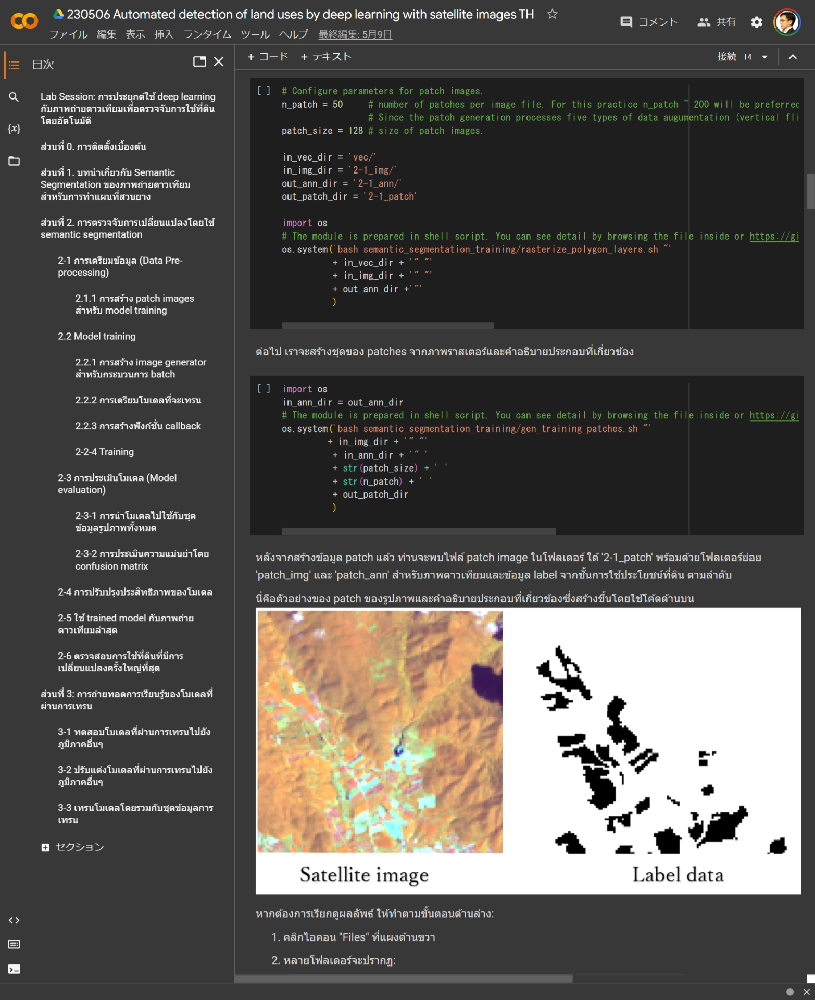 230506 Automated detection of land uses by deep learning with satellite images TH
コメント
共有
ファイル 編集 表示 挿入 ランタイム ツール ヘルプ 最終編集: 5月9日
目次
Lab Session: การประยุกต์ใช้ deep learning
กับภาพถ่ายดาวเทียมเพื่อตรวจจับการใช้ที่ดิน
โดยอัตโนมัติ
ส่วนที่ 0. การติดตั้งเบื้องต้น
ส่วนที่ 1. บทนำเกี่ยวกับ Semantic
Segmentation ของภาพถ่ายดาวเทียม
สำหรับการทำแผนที่สวนยาง
ส่วนที่ 2. การตรวจจับการเปลี่ยนแปลงโดยใช้
semantic segmentation
2-1 การเตรียมข้อมูล (Data Pre-
processing)
2.1.1 การสร้าง patch images
สำหรับ model training
2.2 Model training
2.2.1 การสร้าง image generator
สำหรับกระบวนการ batch
2.2.2 การเตรียมโมเดลที่จะเทรน
2.2.3 การสร้างฟังก์ชั่น callback
2-2-4 Training
2-3 การประเมินโมเดล (Model
evaluation)
2-3-1 การนำโมเดลไปใช้กับชุด
ข้อมูลรูปภาพทั้งหมด
2-3-2 การประเมินความแม่นยำโดย
confusion matrix
2-4 การปรับปรุงประสิทธิภาพของโมเดล
2-5 ใช้ trained model กับภาพถ่าย
ดาวเทียมล่าสุด
2-6 ตรวจสอบการใช้ที่ดินที่มีการ
เปลี่ยนแปลงครั้งใหญ่ที่สุด
ส่วนที่ 3: การถ่ายทอดการเรียนรู้ของโมเดลที่
ผ่านการเทรน
3-1 ทดสอบโมเดลที่ผ่านการเทรนไปยัง
ภูมิภาคอื่นๆ
3-2 ปรับแต่งโมเดลที่ผ่านการเทรนไปยัง
ภูมิภาคอื่นๆ
3-3 เทรนโมเดลโดยรวมกับชุดข้อมูลการ
เทรน
セクション
+ コード + テキスト
接続 T4
[ ] # Configure parameters for patch images.
n_patch = 50 # number of patches per image file. For this practice n_patch ~ 200 will be preferred
# Since the patch generation processes five types of data augumentation (vertical fli
patch_size = 128 # size of patch images.
in_vec_dir = 'vec/'
in_img_dir = '2-1_img/'
out_ann_dir = '2-1_ann/'
out_patch_dir = '2-1_patch'
import os
# The module is prepared in shell script. You can see detail by browsing the file inside or https://gi
os.system('bash semantic_segmentation_training/rasterize_polygon_layers.sh "'
+ in_vec_dir + '" "'
+ in_img_dir + '" "'
+ out_ann_dir +'"'
)
ต่อไป เราจะสร้างชุดของ patches จากภาพราสเตอร์และคำอธิบายประกอบที่เกี่ยวข้อง
[ ] import os
in_ann_dir = out_ann_dir
# The module is prepared in shell script. You can see detail by browsing the file inside or https://gi
os.system('bash semantic_segmentation_training/gen_training_patches.sh "'
+ in_img_dir + '" "'
+ in_ann_dir + '" '
+ str(patch_size) + ' '
+ str(n_patch) + ' '
+ out_patch_dir
)
หลังจากสร้างข้อมูล patch แล้ว ท่านจะพบไฟล์ patch image ในโฟลเดอร์ ใต้ '2-1_patch' พร้อมด้วยโฟลเดอร์ย่อย
'patch_img' และ 'patch_ann' สำหรับภาพดาวเทียมและข้อมูล label จากชั้นการใช้ประโยชน์ที่ดิน ตามลำดับ
นี่คือตัวอย่างของ patch ของรูปภาพและคำอธิบายประกอบที่เกี่ยวข้องซึ่งสร้างขึ้นโดยใช้โค้ดด้านบน
Satellite image
Label data
หากต้องการเรียกดูผลลัพธ์ ให้ทำตามขั้นตอนด้านล่าง:
1. คลิกไอคอน "Files" ที่แผงด้านขวา
2. หลายโฟลเดอร์จะปรากฏ: